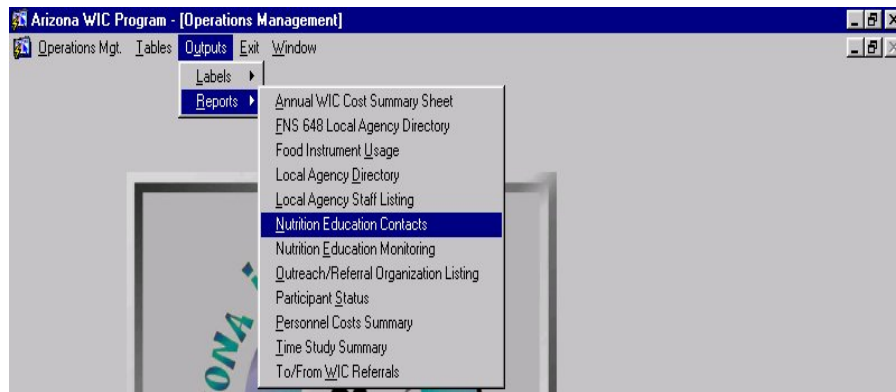 Arizona WIC Program - [Operations Management]
Operations Mgt. Tables Outputs Exit Window
Labels
Reports
Annual WIC Cost Summary Sheet
FNS 648 Local Agency Directory
Food Instrument Usage
Local Agency Directory
Local Agency Staff Listing
Nutrition Education Contacts
Nutrition Education Monitoring
Outreach/Referral Organization Listing
Participant Status
Personnel Costs Summary
Time Study Summary
To/From WIC Referrals